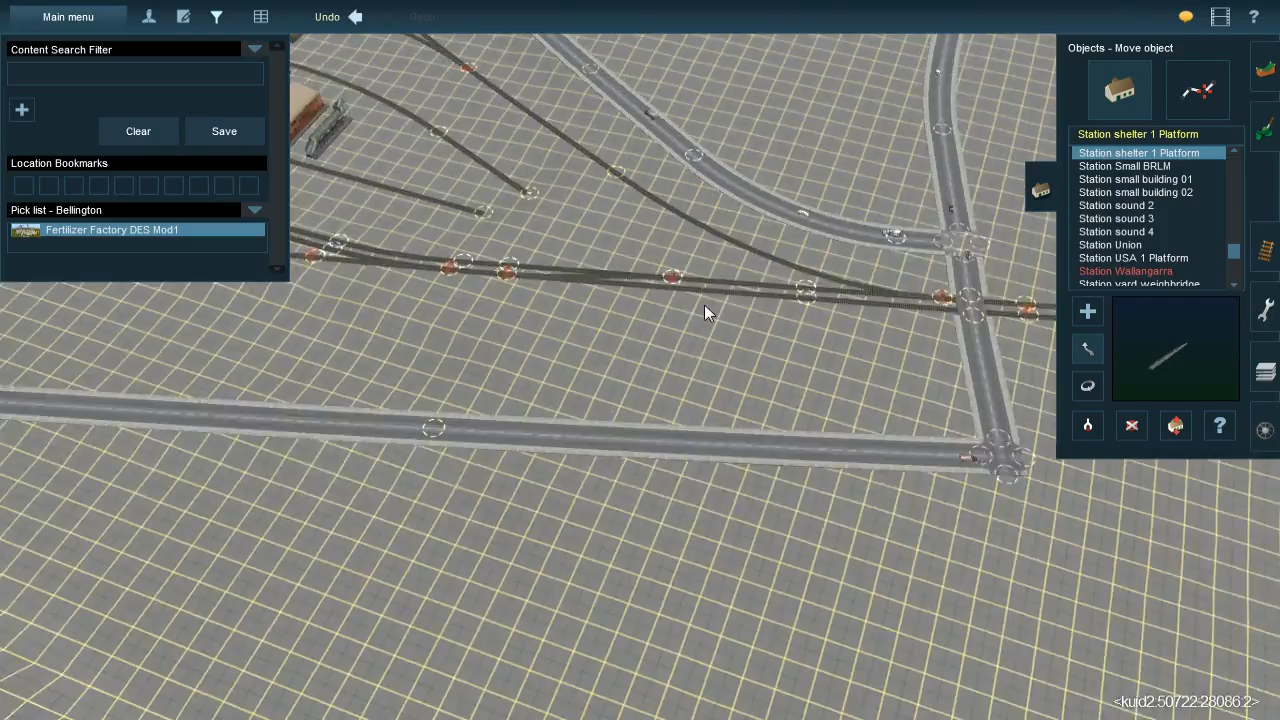 Main menu
Undo
Redo
Content Search Filter
Clear
Save
Location Bookmarks
Pick list - Bellington
Fertilizer Factory DES Mod1
Objects - Move object
Station shelter 1 Platform
Station shelter 1 Platform
Station Small BRLM
Station small building 01
Station small building 02
Station sound 2
Station sound 3
Station sound 4
Station Union
Station USA 1 Platform
Station Wallangarra
Station yard weighbridge
<kuid2:50722:28086:2>